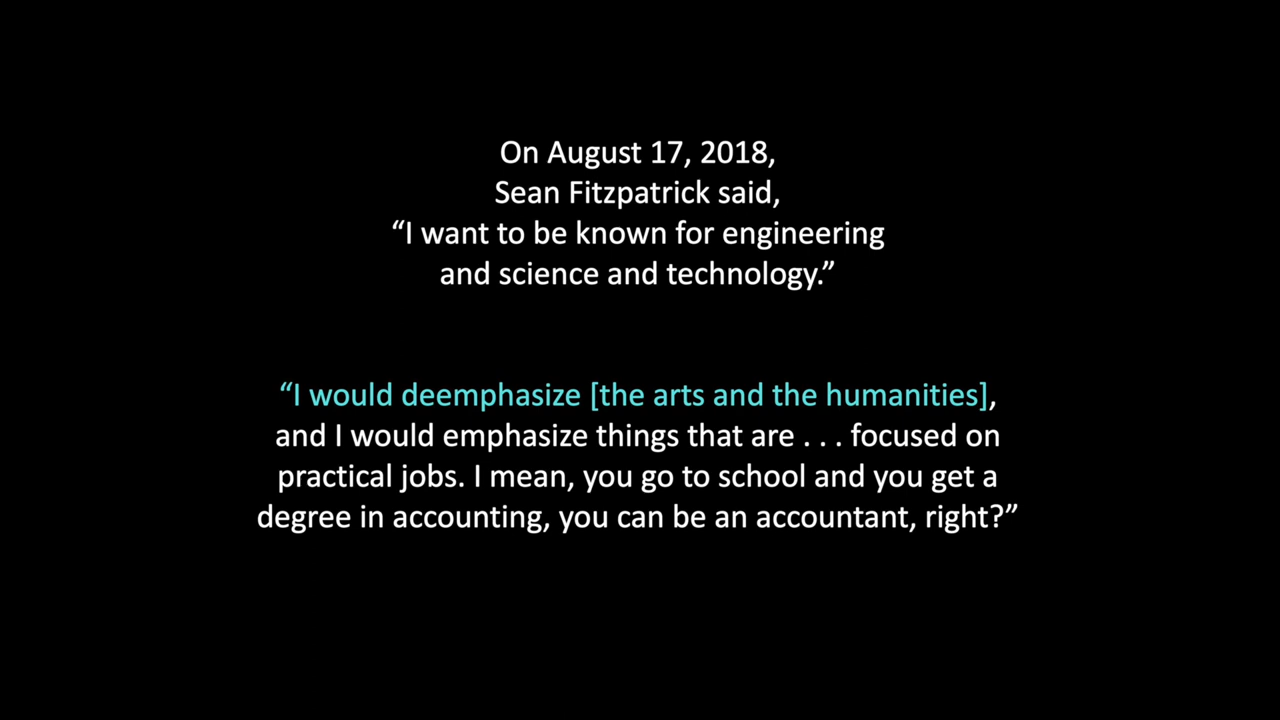 On August 17, 2018,
Sean Fitzpatrick said,
“I want to be known for engineering
and science and technology.”
“I would deemphasize [the arts and the humanities],
and I would emphasize things that are . . . focused on
practical jobs. I mean, you go to school and you get a
degree in accounting, you can be an accountant, right?”